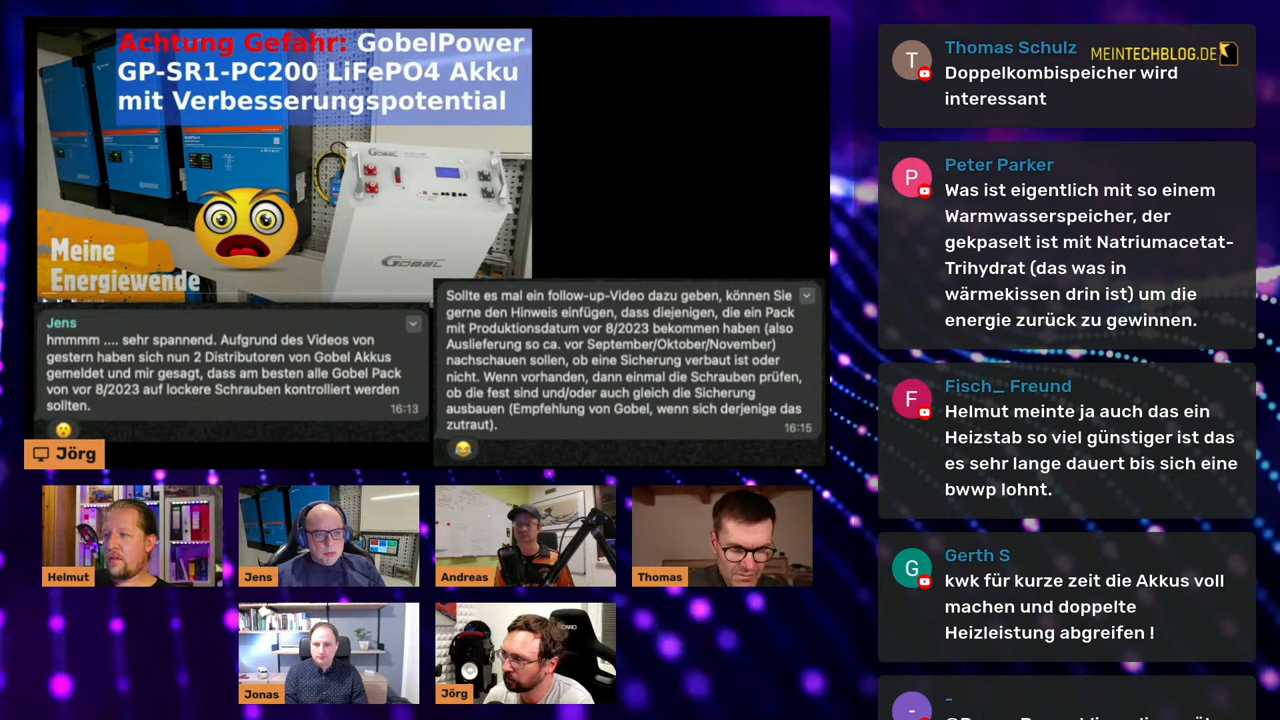 Achtung Gefahr: GobelPower
GP-SR1-PC200 LiFePO4 Akku
mit Verbesserungspotential
GOBEL
GOBEL
Meine
Energiewende
Jens
hmmmm .... sehr spannend. Aufgrund des Videos von
gestern haben sich nun 2 Distributoren von Gobel Akkus
gemeldet und mir gesagt, dass am besten alle Gobel Pack
von vor 8/2023 auf lockere Schrauben kontrolliert werden
sollten.
16:13
Sollte es mal ein follow-up-Video dazu geben, können Sie
gerne den Hinweis einfügen, dass diejenigen, die ein Pack
mit Produktionsdatum vor 8/2023 bekommen haben (also
Auslieferung so ca. vor September/Oktober/November)
nachschauen sollen, ob eine Sicherung verbaut ist oder
nicht. Wenn vorhanden, dann einmal die Schrauben prüfen,
ob die fest sind und/oder auch gleich die Sicherung
ausbauen (Empfehlung von Gobel, wenn sich derjenige das
zutraut).
16:15
Jörg
Helmut
Jens
Andreas
Thomas
Jonas
Jörg
MEINTECHBLOG.DE
T
Thomas Schulz
Doppelkombispeicher wird
interessant
P
Peter Parker
Was ist eigentlich mit so einem
Warmwasserspeicher, der
gekpaselt ist mit Natriumacetat-
Trihydrat (das was in
wärmekissen drin ist) um die
energie zurück zu gewinnen.
F
Fisch_ Freund
Helmut meinte ja auch das ein
Heizstab so viel günstiger ist das
es sehr lange dauert bis sich eine
bwwp lohnt.
G
Gerth S
kwk für kurze zeit die Akkus voll
machen und doppelte
Heizleistung abgreifen !
-
-